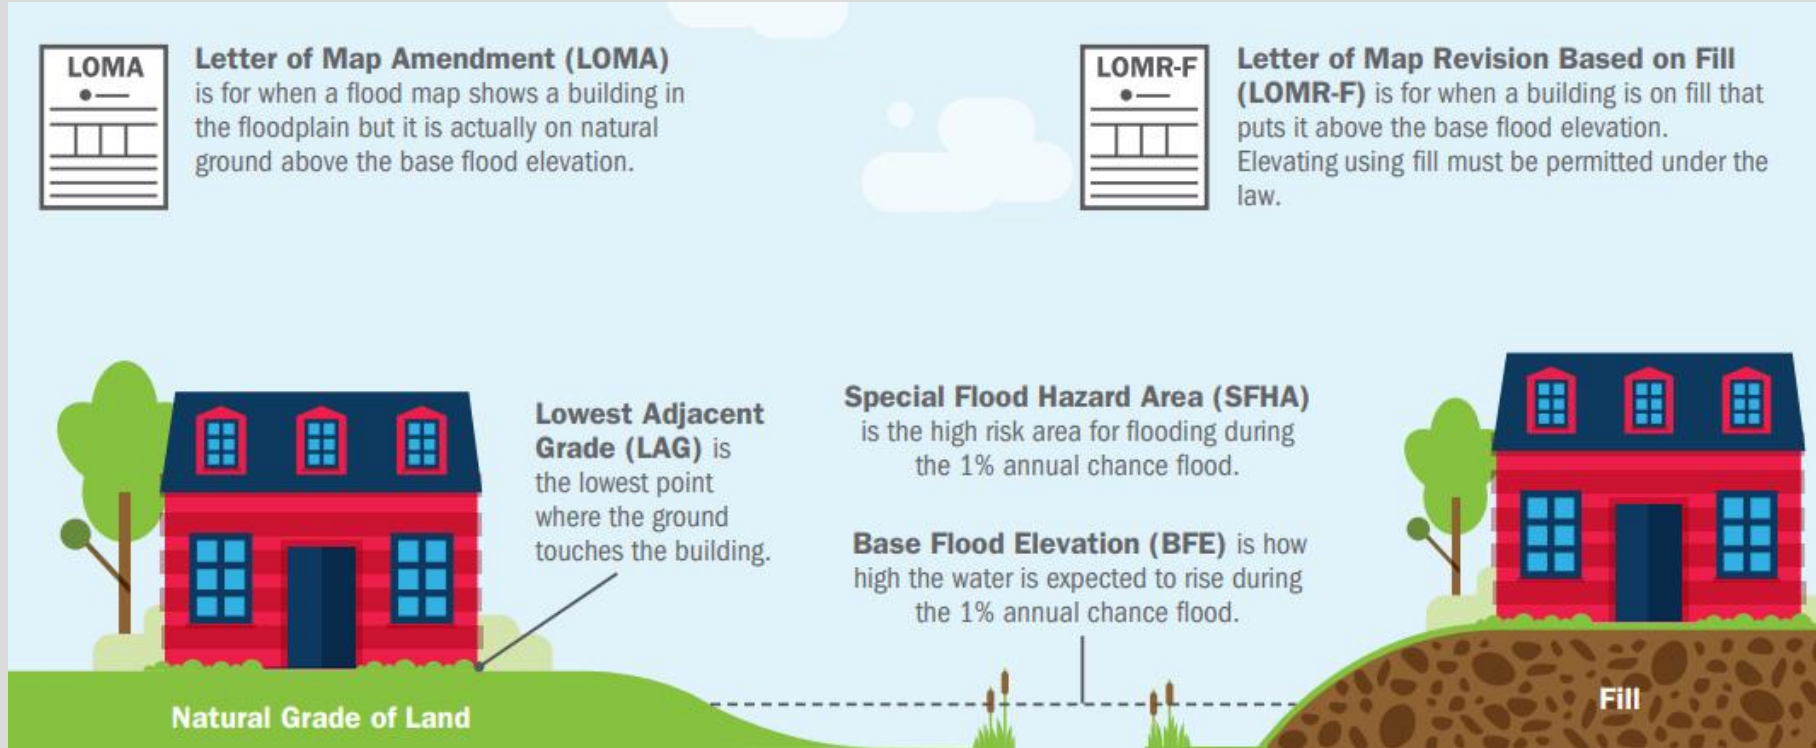 LOMA
Letter of Map Amendment (LOMA)
is for when a flood map shows a building in
the floodplain but it is actually on natural
ground above the base flood elevation.
LOMR-F
Letter of Map Revision Based on Fill
(LOMR-F) is for when a building is on fill that
puts it above the base flood elevation.
Elevating using fill must be permitted under the
law.
Lowest Adjacent
Grade (LAG) is
the lowest point
where the ground
touches the building.
Special Flood Hazard Area (SFHA)
is the high risk area for flooding during
the 1% annual chance flood.
Base Flood Elevation (BFE) is how
high the water is expected to rise during
the 1% annual chance flood.
Natural Grade of Land
Fill